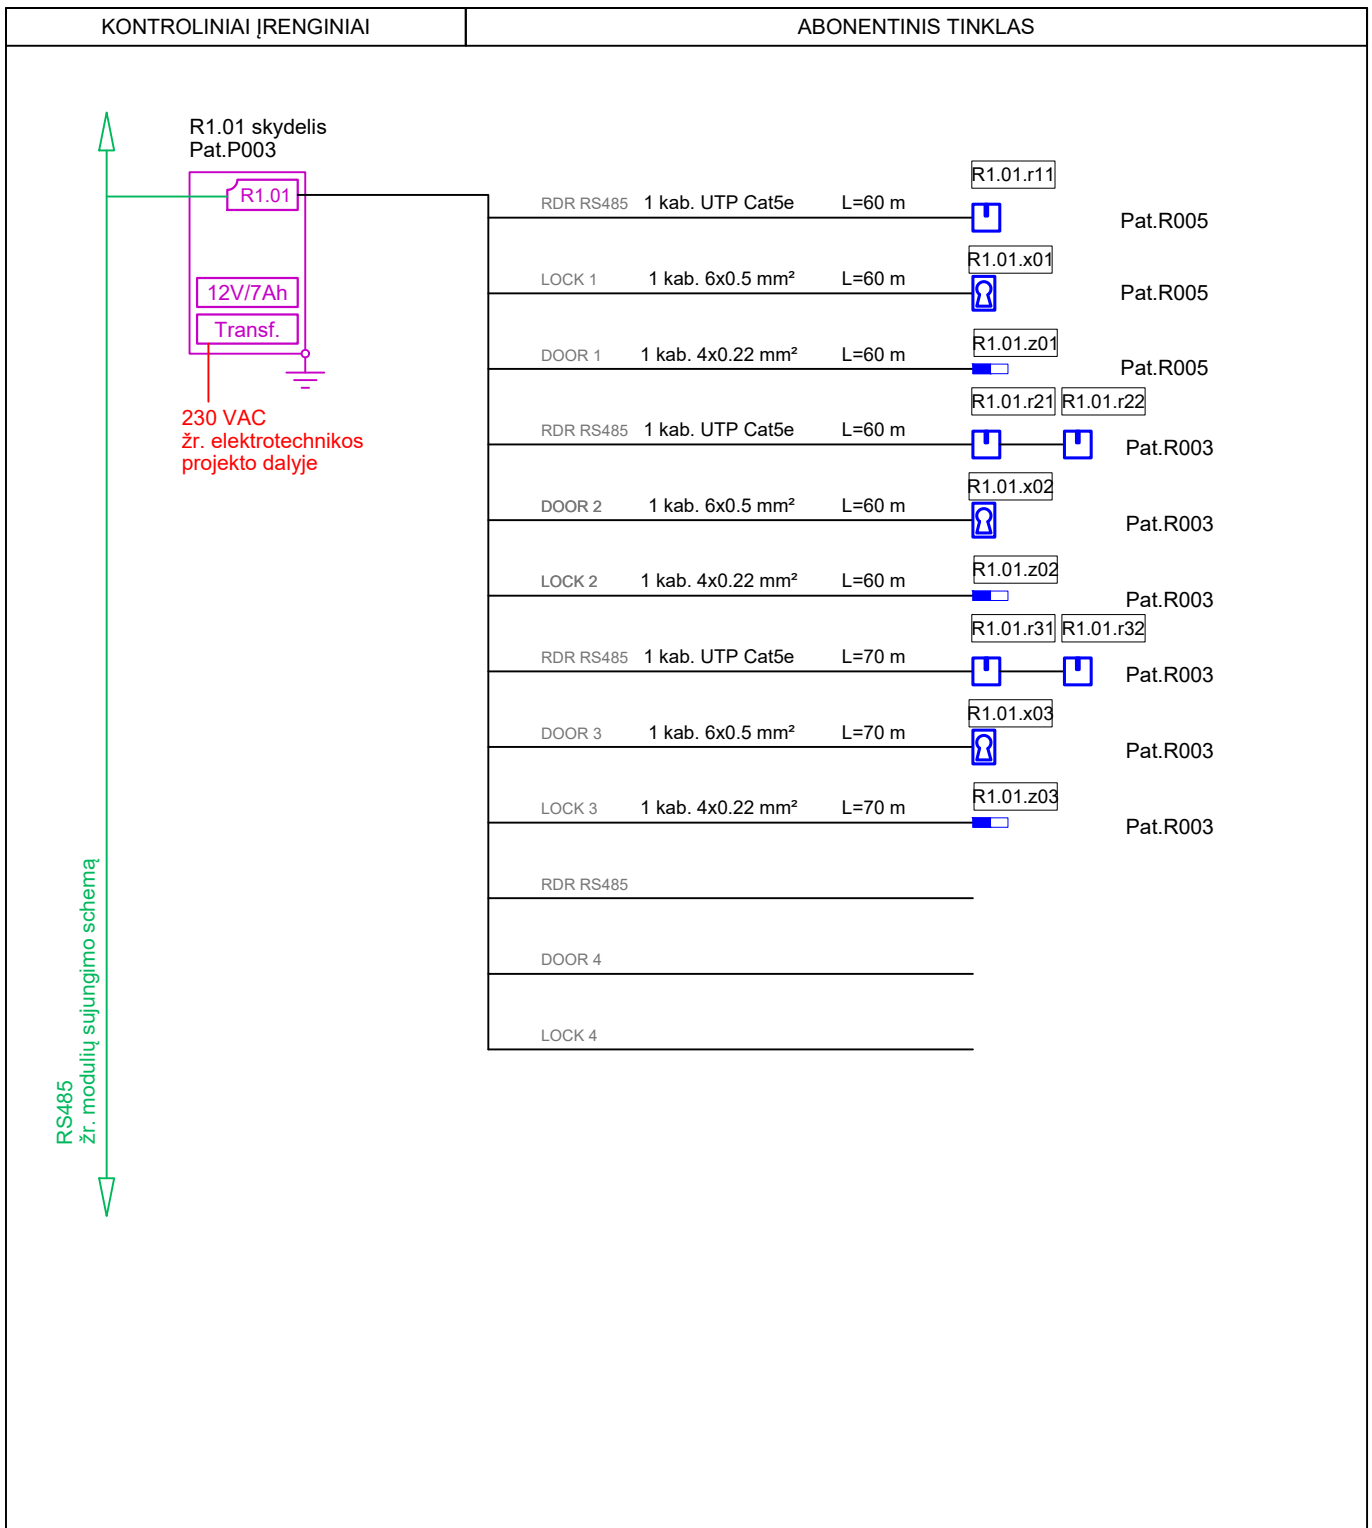 KONTROLINIAI ĮRENGINIAI
ABONENTINIS TINKLAS
R1.01 skydelis
Pat.P003
R1.01
12V/7Ah
Transf.
230 VAC
žr. elektrotechnikos
projekto dalyje
RS485
žr. modulių sujungimo schemą
RDR RS485 1 kab. UTP Cat5e L=60 m R1.01.r11 Pat.R005
LOCK 1 1 kab. 6x0.5 mm² L=60 m R1.01.x01 Pat.R005
DOOR 1 1 kab. 4x0.22 mm² L=60 m R1.01.z01 Pat.R005
RDR RS485 1 kab. UTP Cat5e L=60 m R1.01.r21 R1.01.r22 Pat.R003
DOOR 2 1 kab. 6x0.5 mm² L=60 m R1.01.x02 Pat.R003
LOCK 2 1 kab. 4x0.22 mm² L=60 m R1.01.z02 Pat.R003
RDR RS485 1 kab. UTP Cat5e L=70 m R1.01.r31 R1.01.r32 Pat.R003
DOOR 3 1 kab. 6x0.5 mm² L=70 m R1.01.x03 Pat.R003
LOCK 3 1 kab. 4x0.22 mm² L=70 m R1.01.z03 Pat.R003
RDR RS485
DOOR 4
LOCK 4